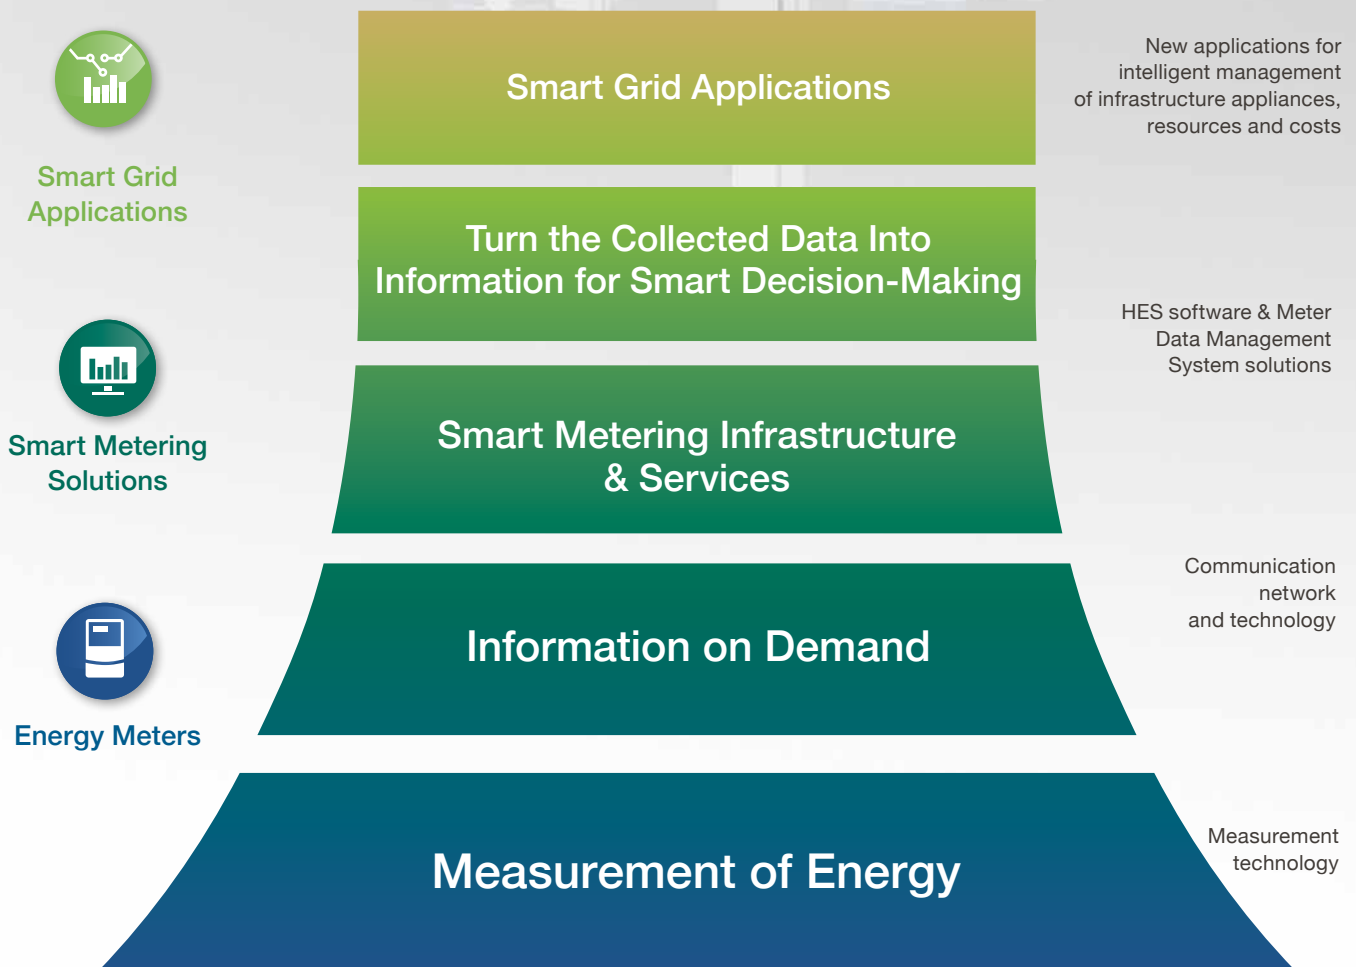 Smart Grid
Applications
Smart Metering
Solutions
Energy Meters
Smart Grid Applications
Turn the Collected Data Into
Information for Smart Decision-Making
Smart Metering Infrastructure
& Services
Information on Demand
Measurement of Energy
New applications for
intelligent management
of infrastructure appliances,
resources and costs
HES software & Meter
Data Management
System solutions
Communication
network
and technology
Measurement
technology